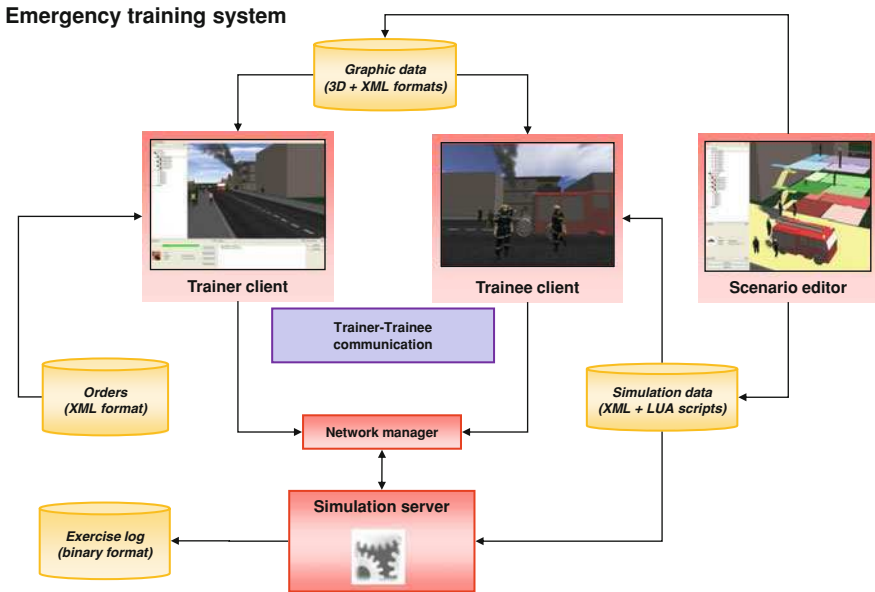 Emergency training system
Graphic data
(3D + XML formats)
Trainer client
Trainee client
Scenario editor
Trainer-Trainee
communication
Orders
(XML format)
Simulation data
(XML + LUA scripts)
Network manager
Simulation server
Exercise log
(binary format)